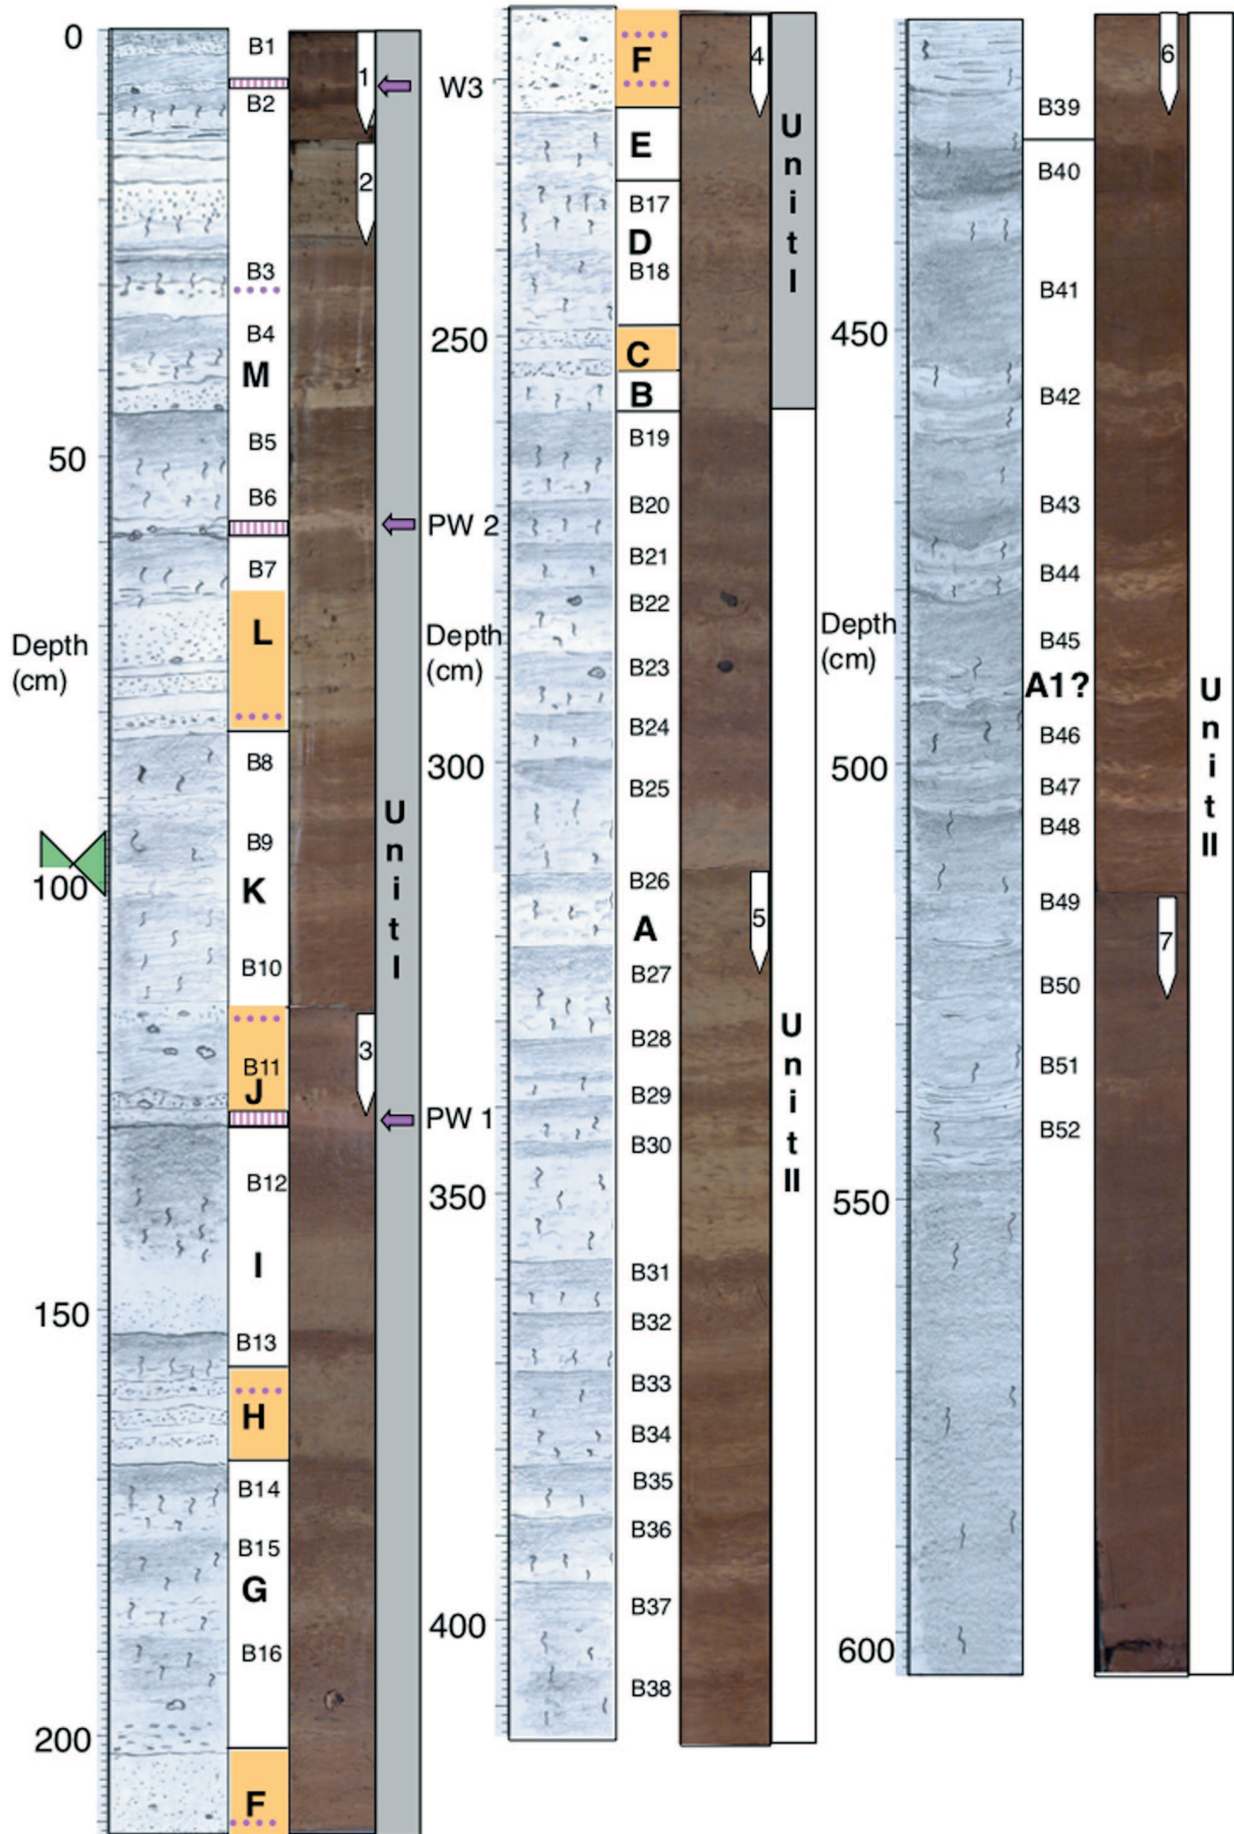 0
B1
1
W3
B2
2
B3
B4
M
B5
50
B6
PW 2
B7
L
Depth
(cm)
B8
B9
100
K
B10
J
B11
3
PW 1
B12
I
150
B13
H
B14
B15
G
B16
200
F
Unit I
F
4
E
B17
D
B18
250
C
B
B19
B20
B21
B22
Depth
(cm)
B23
B24
300
B25
B26
A
5
B27
B28
B29
B30
350
B31
B32
B33
B34
B35
B36
B37
400
B38
Unit I
Unit II
6
B39
B40
B41
450
B42
B43
B44
Depth
(cm)
B45
A1?
B46
500
B47
B48
B49
7
B50
B51
B52
550
600
Unit II